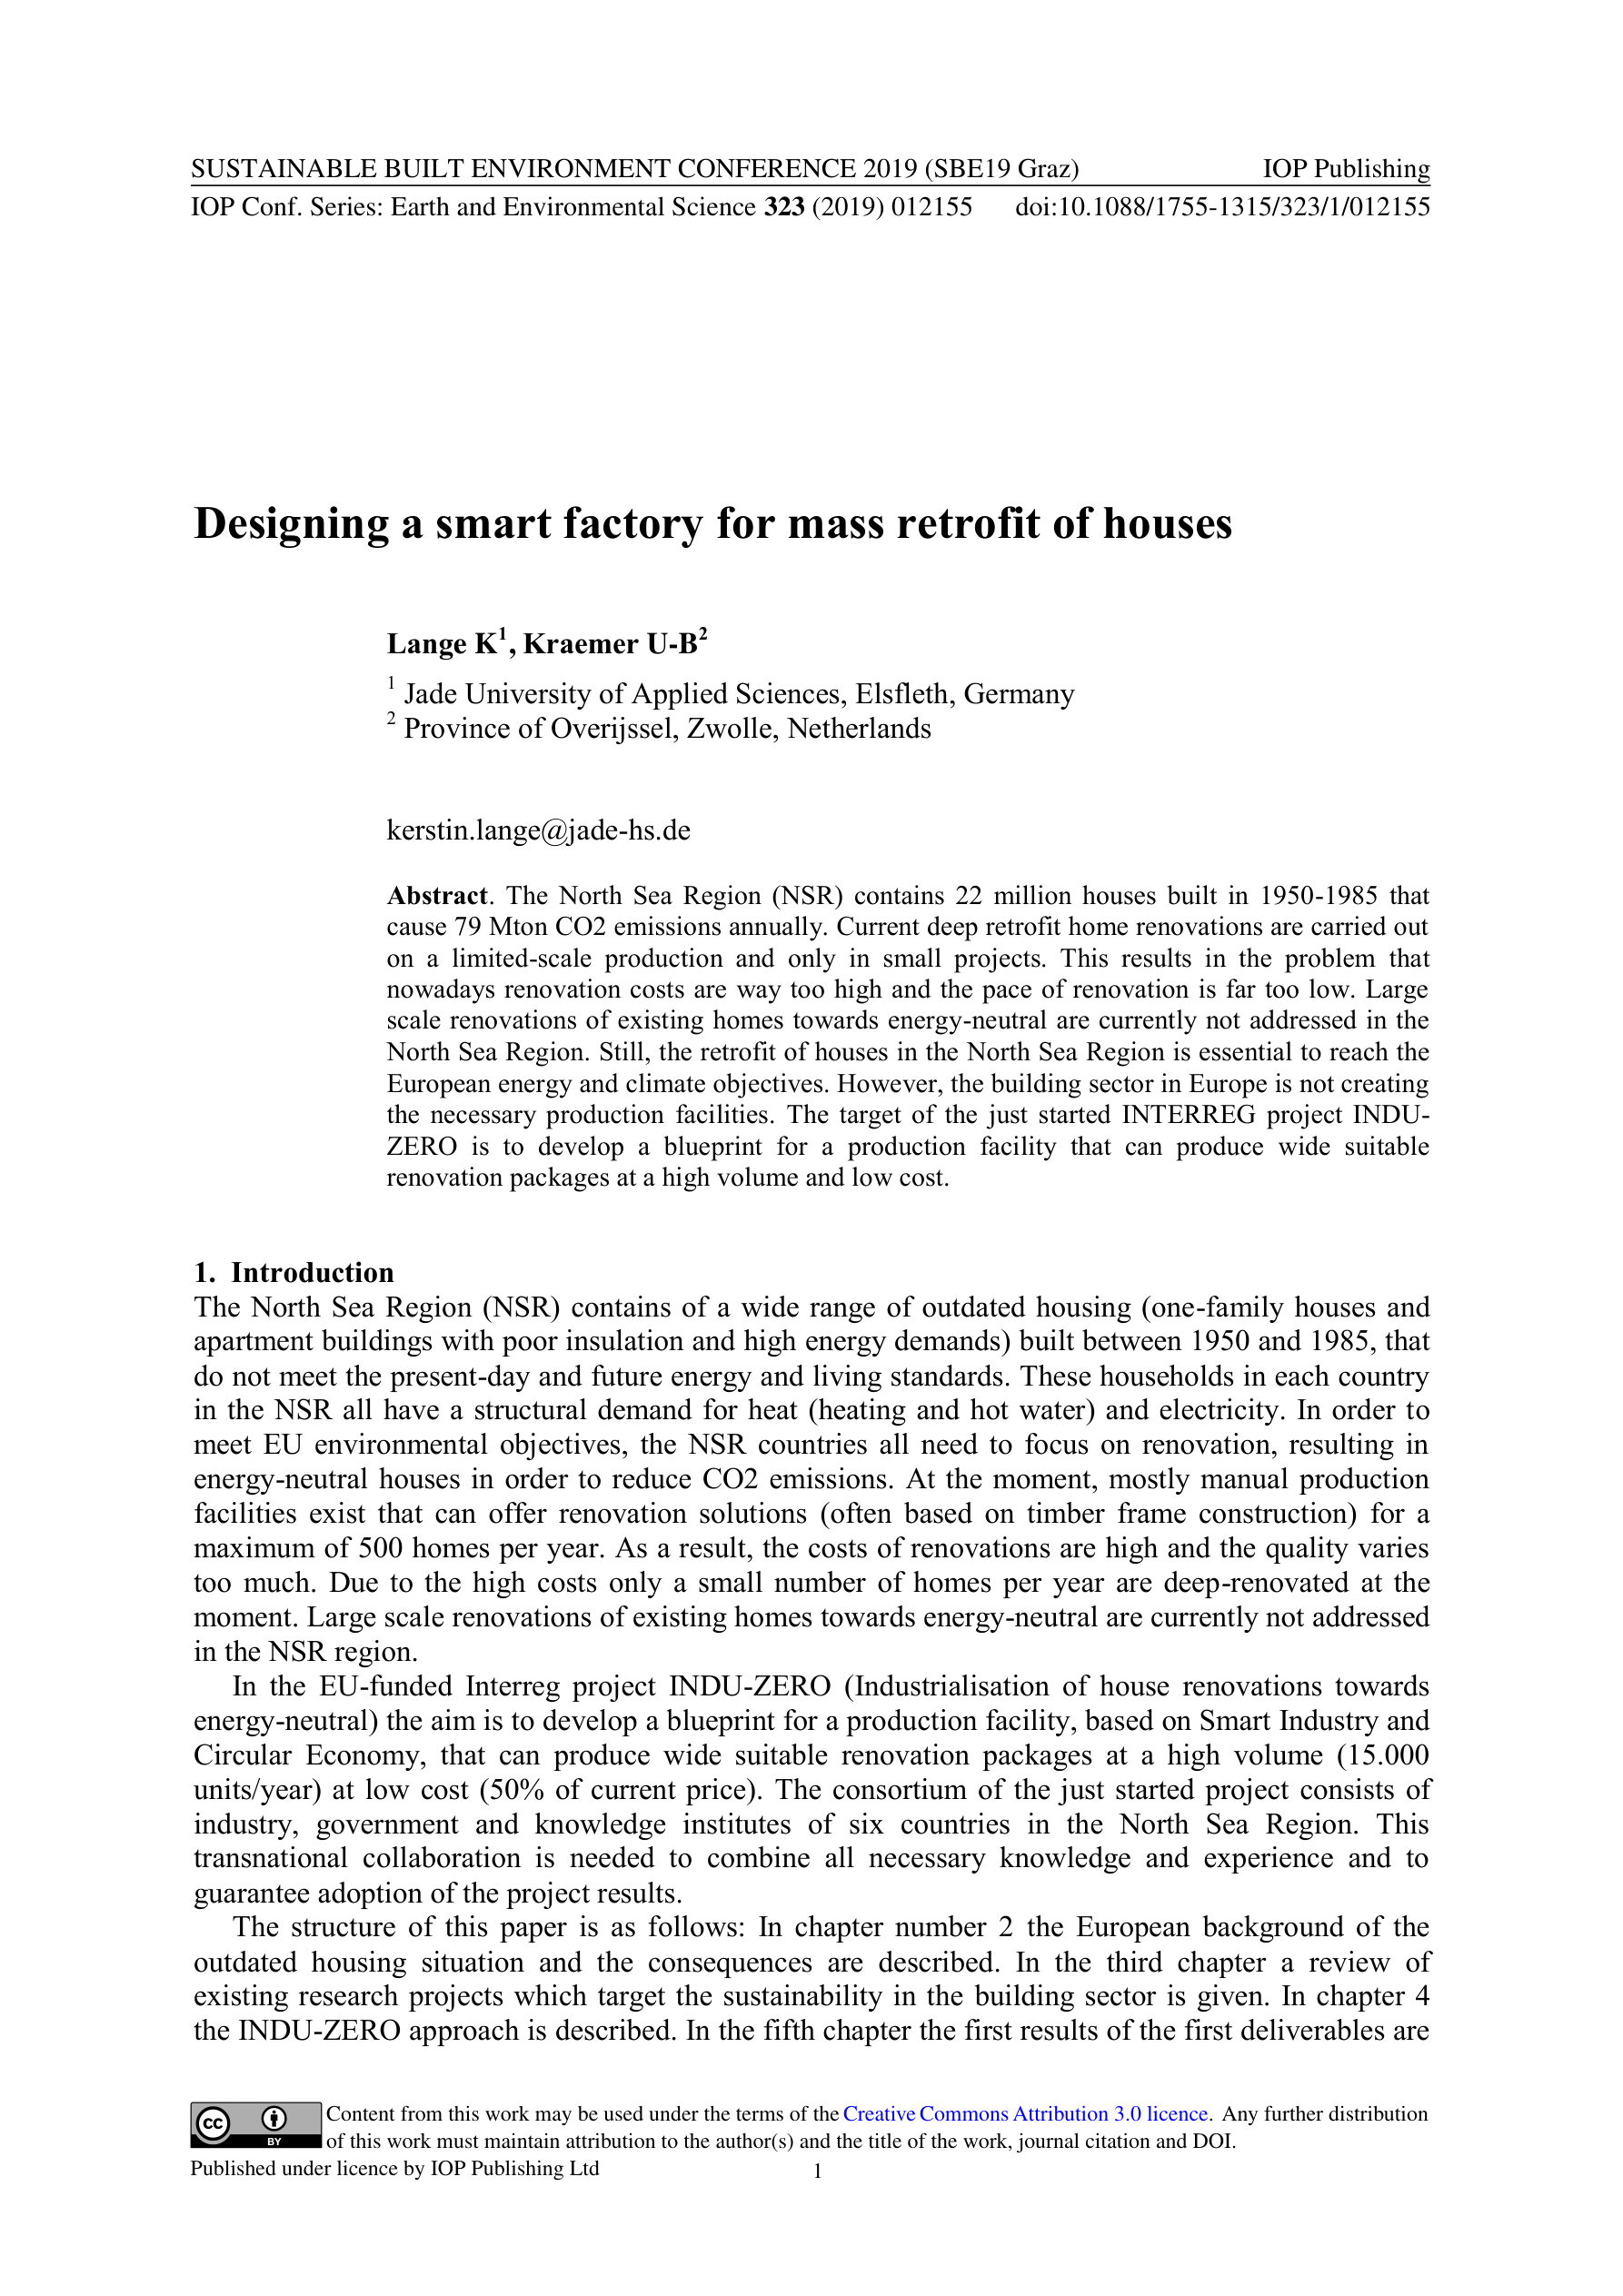 SUSTAINABLE BUILT ENVIRONMENT CONFERENCE 2019 (SBE19 Graz) IOP Publishing
IOP Conf. Series: Earth and Environmental Science 323 (2019) 012155 doi:10.1088/1755-1315/323/1/012155
Designing a smart factory for mass retrofit of houses
Lange K1, Kraemer U-B2
1 Jade University of Applied Sciences, Elsfleth, Germany
2 Province of Overijssel, Zwolle, Netherlands
kerstin.lange@jade-hs.de
Abstract. The North Sea Region (NSR) contains 22 million houses built in 1950-1985 that
cause 79 Mton CO2 emissions annually. Current deep retrofit home renovations are carried out
on a limited-scale production and only in small projects. This results in the problem that
nowadays renovation costs are way too high and the pace of renovation is far too low. Large
scale renovations of existing homes towards energy-neutral are currently not addressed in the
North Sea Region. Still, the retrofit of houses in the North Sea Region is essential to reach the
European energy and climate objectives. However, the building sector in Europe is not creating
the necessary production facilities. The target of the just started INTERREG project INDU-
ZERO is to develop a blueprint for a production facility that can produce wide suitable
renovation packages at a high volume and low cost.
1. Introduction
The North Sea Region (NSR) contains of a wide range of outdated housing (one-family houses and
apartment buildings with poor insulation and high energy demands) built between 1950 and 1985, that
do not meet the present-day and future energy and living standards. These households in each country
in the NSR all have a structural demand for heat (heating and hot water) and electricity. In order to
meet EU environmental objectives, the NSR countries all need to focus on renovation, resulting in
energy-neutral houses in order to reduce CO2 emissions. At the moment, mostly manual production
facilities exist that can offer renovation solutions (often based on timber frame construction) for a
maximum of 500 homes per year. As a result, the costs of renovations are high and the quality varies
too much. Due to the high costs only a small number of homes per year are deep-renovated at the
moment. Large scale renovations of existing homes towards energy-neutral are currently not addressed
in the NSR region.
In the EU-funded Interreg project INDU-ZERO (Industrialisation of house renovations towards
energy-neutral) the aim is to develop a blueprint for a production facility, based on Smart Industry and
Circular Economy, that can produce wide suitable renovation packages at a high volume (15.000
units/year) at low cost (50% of current price). The consortium of the just started project consists of
industry, government and knowledge institutes of six countries in the North Sea Region. This
transnational collaboration is needed to combine all necessary knowledge and experience and to
guarantee adoption of the project results.
The structure of this paper is as follows: In chapter number 2 the European background of the
outdated housing situation and the consequences are described. In the third chapter a review of
existing research projects which target the sustainability in the building sector is given. In chapter 4
the INDU-ZERO approach is described. In the fifth chapter the first results of the first deliverables are
cc BY
Content from this work may be used under the terms of the Creative Commons Attribution 3.0 licence. Any further distribution
of this work must maintain attribution to the author(s) and the title of the work, journal citation and DOI.
Published under licence by IOP Publishing Ltd
1